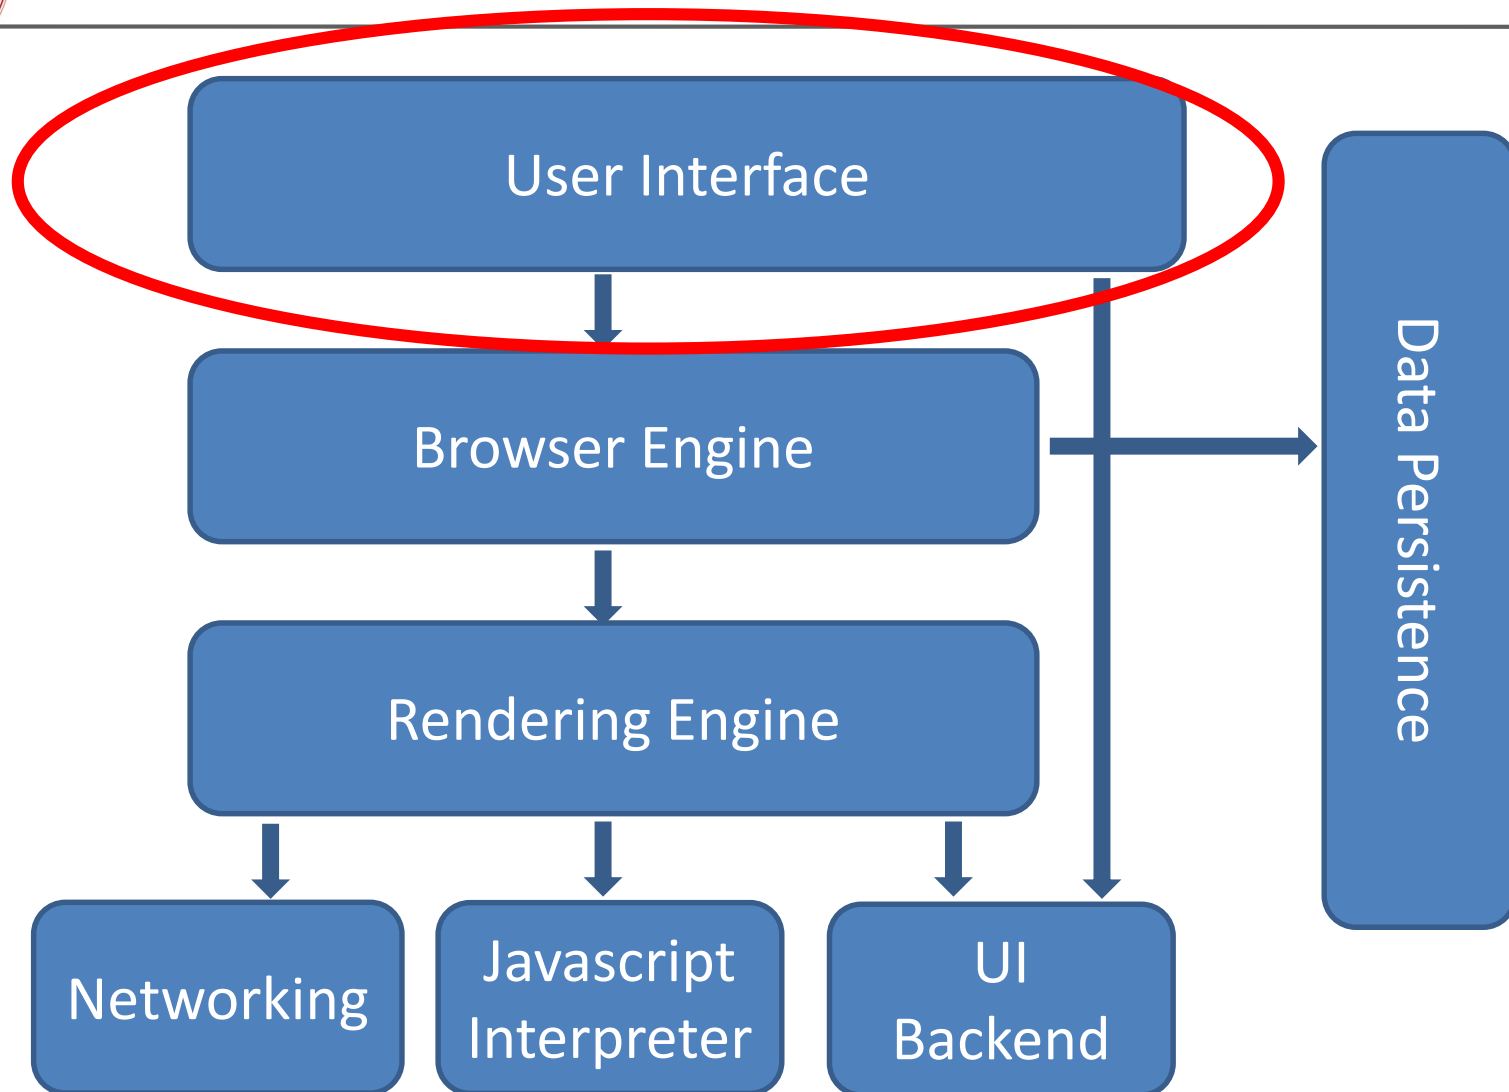 User Interface
Browser Engine
Data Persistence
Rendering Engine
Networking
Javascript
Interpreter
UI
Backend